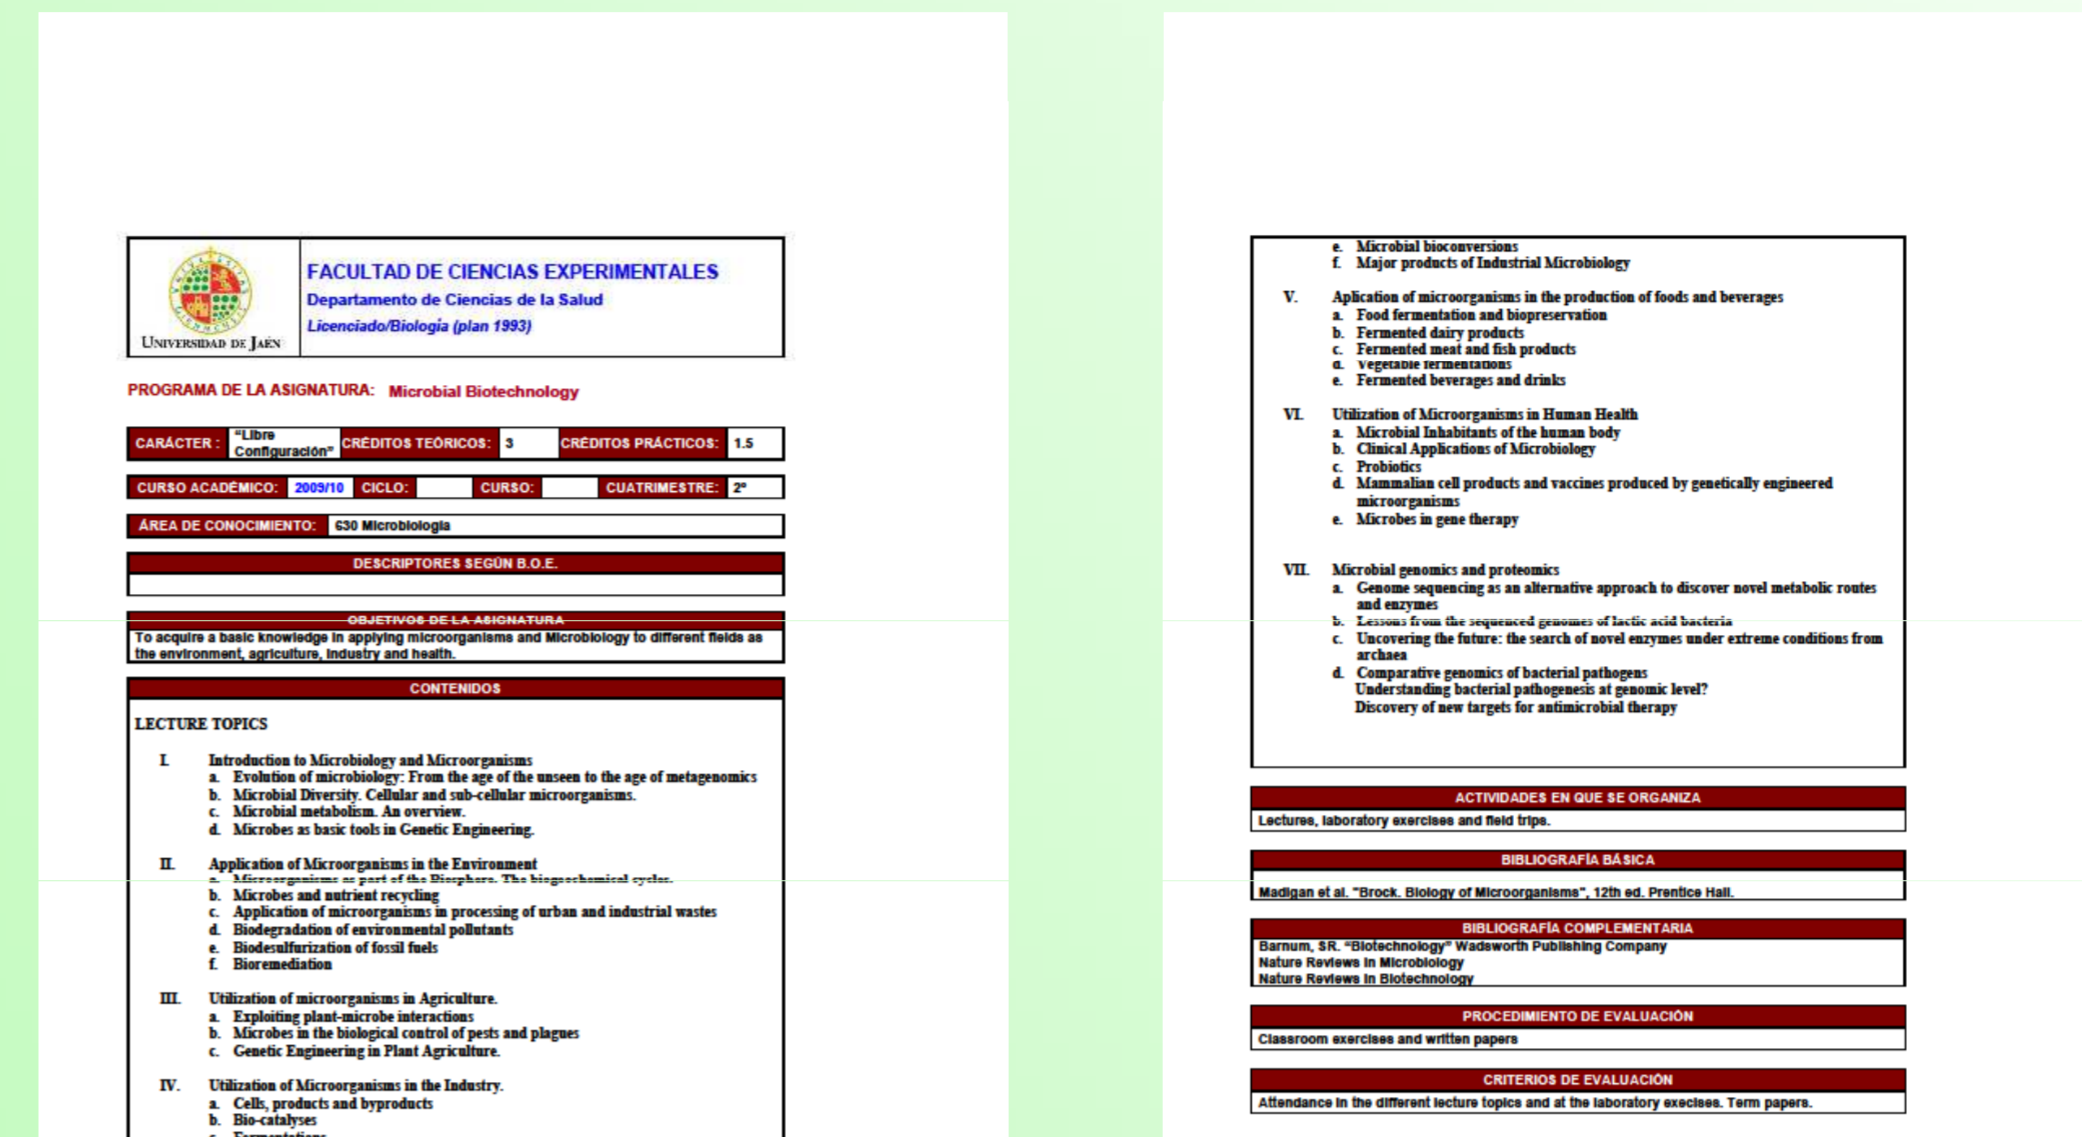 UNIVERSIDAD DE JAÉN
FACULTAD DE CIENCIAS EXPERIMENTALES
Departamento de Ciencias de la Salud
Licenciado/Biología (plan 1993)
PROGRAMA DE LA ASIGNATURA: Microbial Biotechnology
CARÁCTER : "Libre Configuración" CRÉDITOS TEÓRICOS: 3 CRÉDITOS PRÁCTICOS: 1.5
CURSO ACADÉMICO: 2009/10 CICLO: CURSO: CUATRIMESTRE: 2º
ÁREA DE CONOCIMIENTO: 630 Microbiologia
DESCRIPTORES SEGÚN B.O.E.
OBJETIVOS DE LA ASIGNATURA
To acquire a basic knowledge in applying microorganisms and Microbiology to different fields as
the environment, agriculture, industry and health.
CONTENIDOS
LECTURE TOPICS
I. Introduction to Microbiology and Microorganisms
a. Evolution of microbiology: From the age of the unseen to the age of metagenomics
b. Microbial Diversity. Cellular and sub-cellular microorganisms.
c. Microbial metabolism. An overview.
d. Microbes as basic tools in Genetic Engineering.
II. Application of Microorganisms in the Environment
a. Microorganisms as part of the Biosphere. The biogeochemical cycles.
b. Microbes and nutrient recycling
c. Application of microorganisms in processing of urban and industrial wastes
d. Biodegradation of environmental pollutants
e. Biodesulfurization of fossil fuels
f. Bioremediation
III. Utilization of microorganisms in Agriculture.
a. Exploiting plant-microbe interactions
b. Microbes in the biological control of pests and plagues
c. Genetic Engineering in Plant Agriculture.
IV. Utilization of Microorganisms in the Industry.
a. Cells, products and byproducts
b. Bio-catalyses
c. Fermentations
e. Microbial bioconversions
f. Major products of Industrial Microbiology
V. Aplication of microorganisms in the production of foods and beverages
a. Food fermentation and biopreservation
b. Fermented dairy products
c. Fermented meat and fish products
d. Vegetable fermentations
e. Fermented beverages and drinks
VI. Utilization of Microorganisms in Human Health
a. Microbial Inhabitants of the human body
b. Clinical Applications of Microbiology
c. Probiotics
d. Mammalian cell products and vaccines produced by genetically engineered
microorganisms
e. Microbes in gene therapy
VII. Microbial genomics and proteomics
a. Genome sequencing as an alternative approach to discover novel metabolic routes
and enzymes
b. Lessons from the sequenced genomes of lactic acid bacteria
c. Uncovering the future: the search of novel enzymes under extreme conditions from
archaea
d. Comparative genomics of bacterial pathogens
Understanding bacterial pathogenesis at genomic level?
Discovery of new targets for antimicrobial therapy
ACTIVIDADES EN QUE SE ORGANIZA
Lectures, laboratory exercises and field trips.
BIBLIOGRAFÍA BÁSICA
Madigan et al. "Brock. Biology of Microorganisms", 12th ed. Prentice Hall.
BIBLIOGRAFÍA COMPLEMENTARIA
Barnum, SR. "Biotechnology" Wadsworth Publishing Company
Nature Reviews in Microbiology
Nature Reviews in Biotechnology
PROCEDIMIENTO DE EVALUACIÓN
Classroom exercises and written papers
CRITERIOS DE EVALUACIÓN
Attendance in the different lecture topics and at the laboratory execises. Term papers.